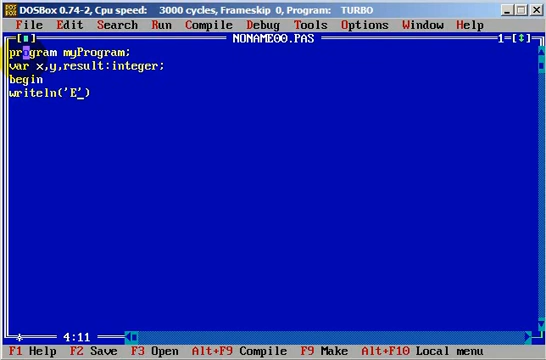 DOSBox 0.74-2, Cpu speed: 3000 cycles, Frameskip 0, Program: TURBO
File Edit Search Run Compile Debug Tools Options Window Help
NONAME00.PAS 1=[↕]
program myProgram;
var x,y,result:integer;
begin
writeln('E')
4:11
F1 Help F2 Save F3 Open Alt+F9 Compile F9 Make Alt+F10 Local menu